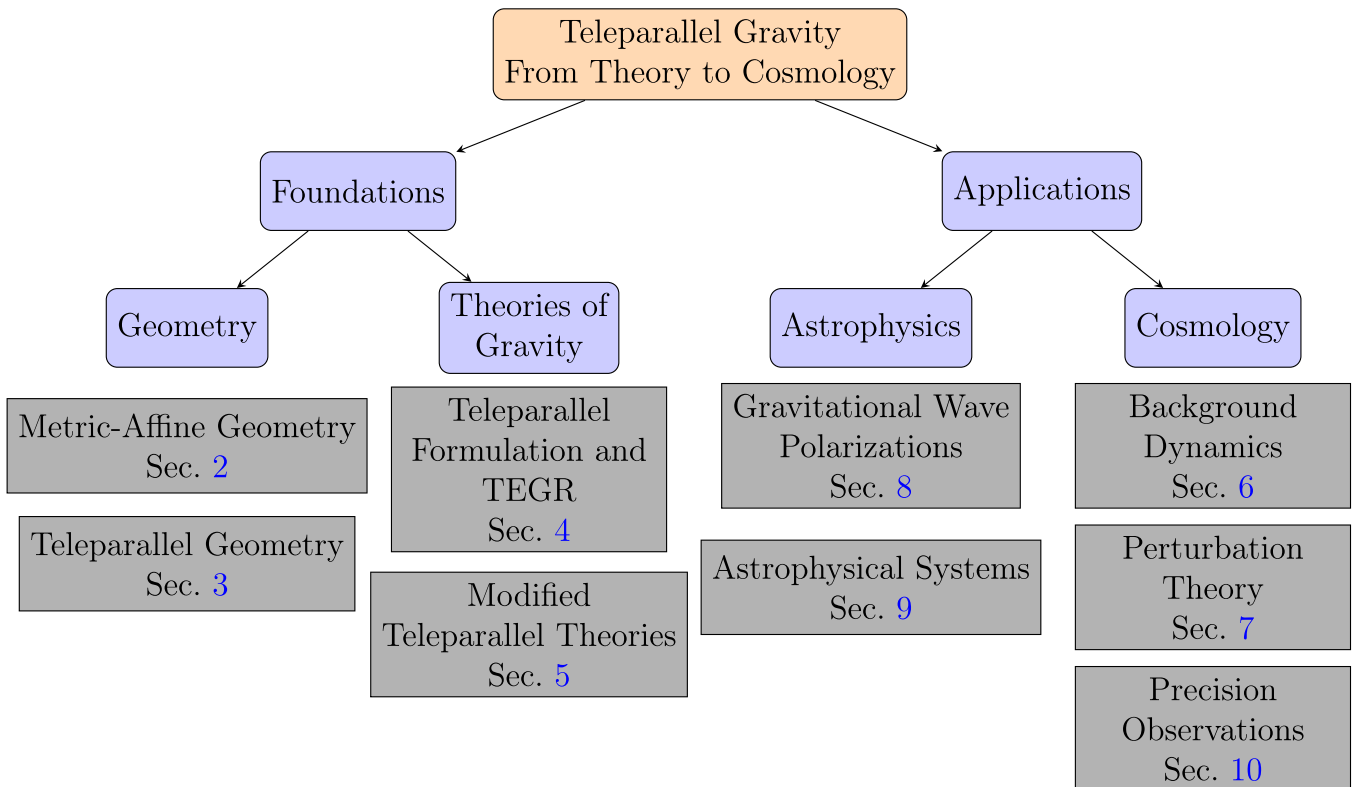 Teleparallel Gravity
From Theory to Cosmology
Foundations
Applications
Geometry
Theories of
Gravity
Astrophysics
Cosmology
Metric-Affine Geometry
Sec. 2
Teleparallel Geometry
Sec. 3
Teleparallel
Formulation and
TEGR
Sec. 4
Modified
Teleparallel Theories
Sec. 5
Gravitational Wave
Polarizations
Sec. 8
Astrophysical Systems
Sec. 9
Background
Dynamics
Sec. 6
Perturbation
Theory
Sec. 7
Precision
Observations
Sec. 10